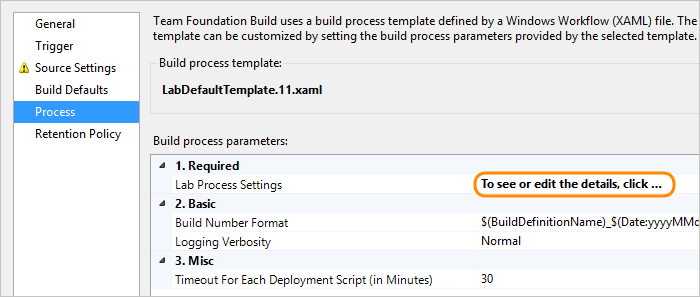 General
Trigger
Source Settings
Build Defaults
Process
Retention Policy
Team Foundation Build uses a build process template defined by a Windows Workflow (XAML) file. The
template can be customized by setting the build process parameters provided by the selected template.
Build process template:
LabDefaultTemplate.11.xaml
Build process parameters:
1. Required
Lab Process Settings To see or edit the details, click ...
2. Basic
Build Number Format $(BuildDefinitionName)_$(Date:yyyyMMd
Logging Verbosity Normal
3. Misc
Timeout For Each Deployment Script (in Minutes) 30